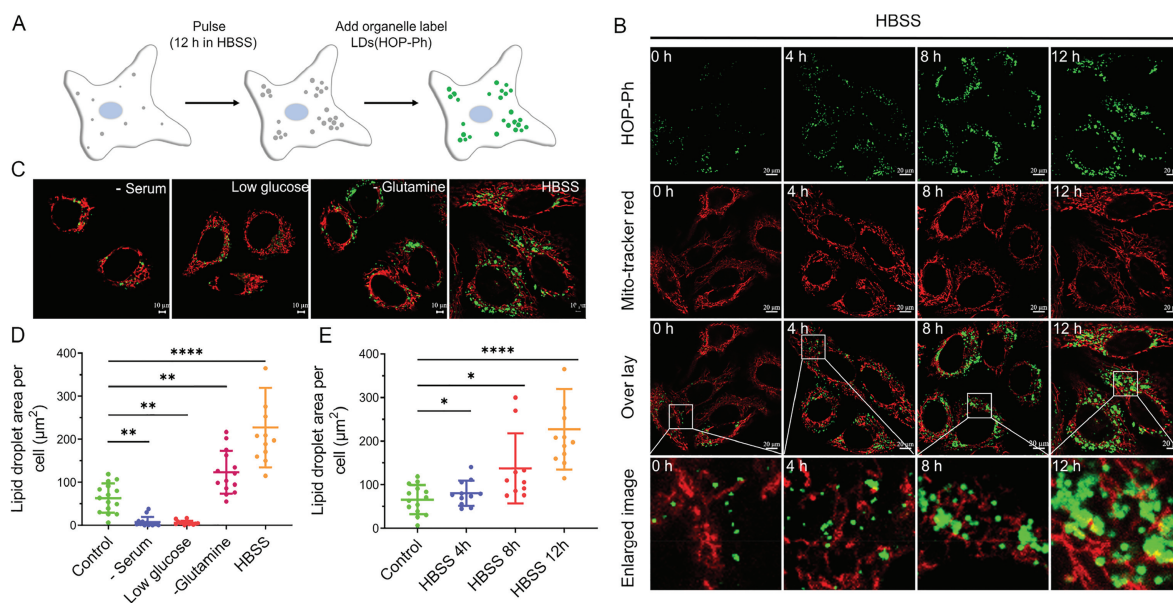 A
Pulse
(12 h in HBSS)
Add organelle label
LDs(HOP-Ph)
B
HBSS
HOP-Ph
0 h
4 h
8 h
12 h
20 μm
20 μm
20 μm
20 μm
Mito-tracker red
0 h
4 h
8 h
12 h
20 μm
20 μm
20 μm
20 μm
Over lay
0 h
4 h
8 h
12 h
20 μm
20 μm
20 μm
20 μm
Enlarged image
0 h
4 h
8 h
12 h
C
- Serum
Low glucose
- Glutamine
HBSS
10 μm
10 μm
10 μm
D
Lipid droplet area per
cell (μm²)
400
300
200
100
0
****
**
**
**
Control
- Serum
Low glucose
-Glutamine
HBSS
E
Lipid droplet area per
cell (μm²)
400
300
200
100
0
****
*
*
Control
HBSS 4h
HBSS 8h
HBSS 12h